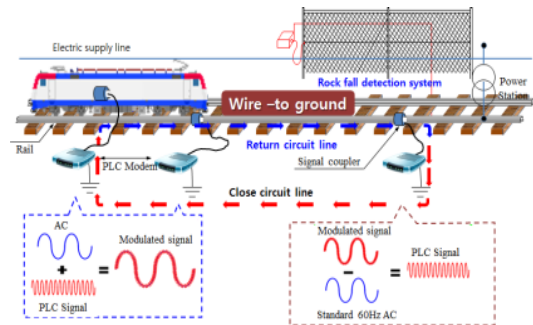 Electric supply line
Rock fall detection system
Power
Station
Wire –to ground
Rail
Return circuit line
PLC Modem
Signal coupler
Close circuit line
AC
Modulated signal
+
=
PLC Signal
Modulated signal
PLC Signal
–
=
Standard 60Hz AC